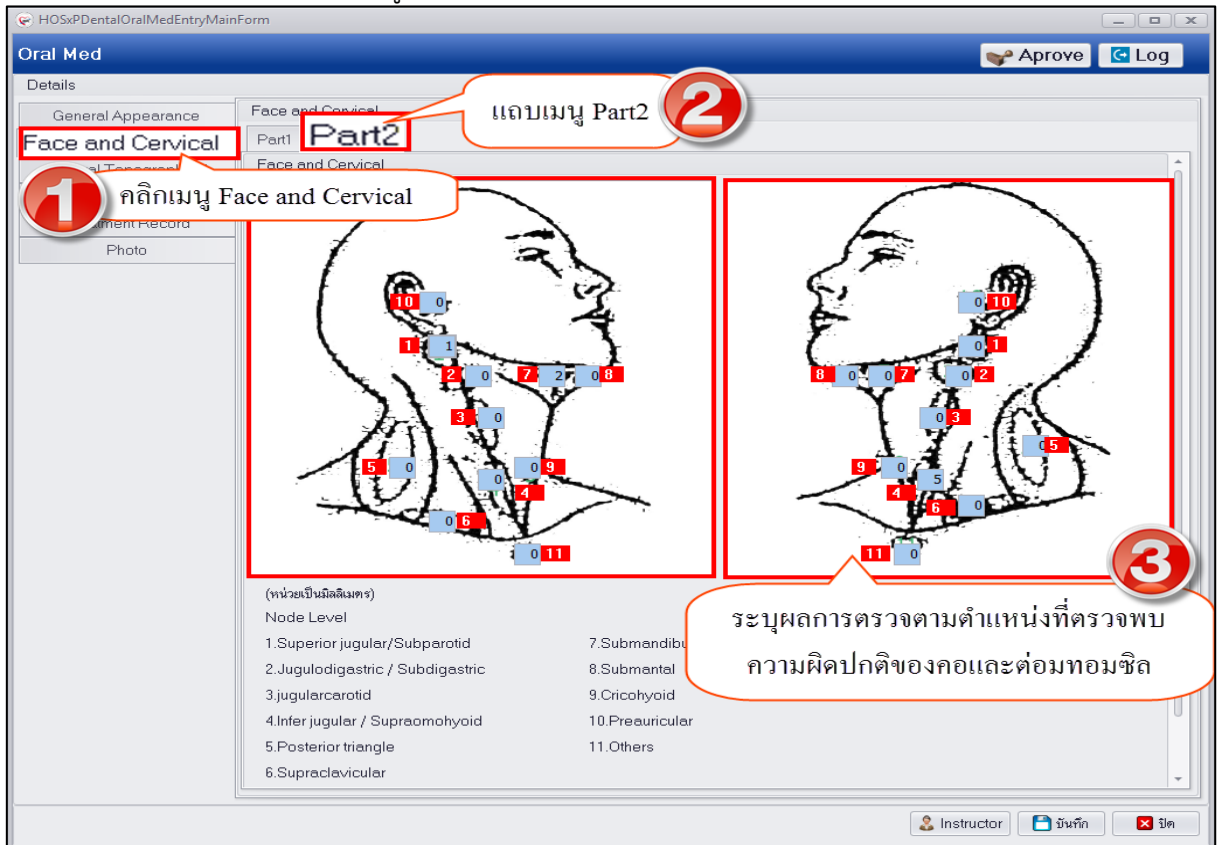 HOSxPDentalOralMedEntryMainForm
Oral Med
Aprove
Log
Details
General Appearance
Face and Cervical
Photo
Face and Cervical
Part1
Part2
Face and Cervical
แถบเมนู Part2
2
1
คลิกเมนู Face and Cervical
10 0
1 1
2 0
7 2 0 8
3 0
5 0
0 9
0
4
0 6
0 11
0 10
0 1
8 0 0 7 0 2
0 3
0 5
9 0
5
4
6 0
11 0
3
ระบุผลการตรวจตามตำแหน่งที่ตรวจพบ
ความผิดปกติของคอและต่อมทอมซิล
(หน่วยเป็นมิลลิเมตร)
Node Level
1.Superior jugular/Subparotid
2.Jugulodigastric / Subdigastric
3.jugularcarotid
4.Infer jugular / Supraomohyoid
5.Posterior triangle
6.Supraclavicular
8.Submental
9.Cricohyoid
10.Preauricular
11.Others
Instructor
บันทึก
ปิด